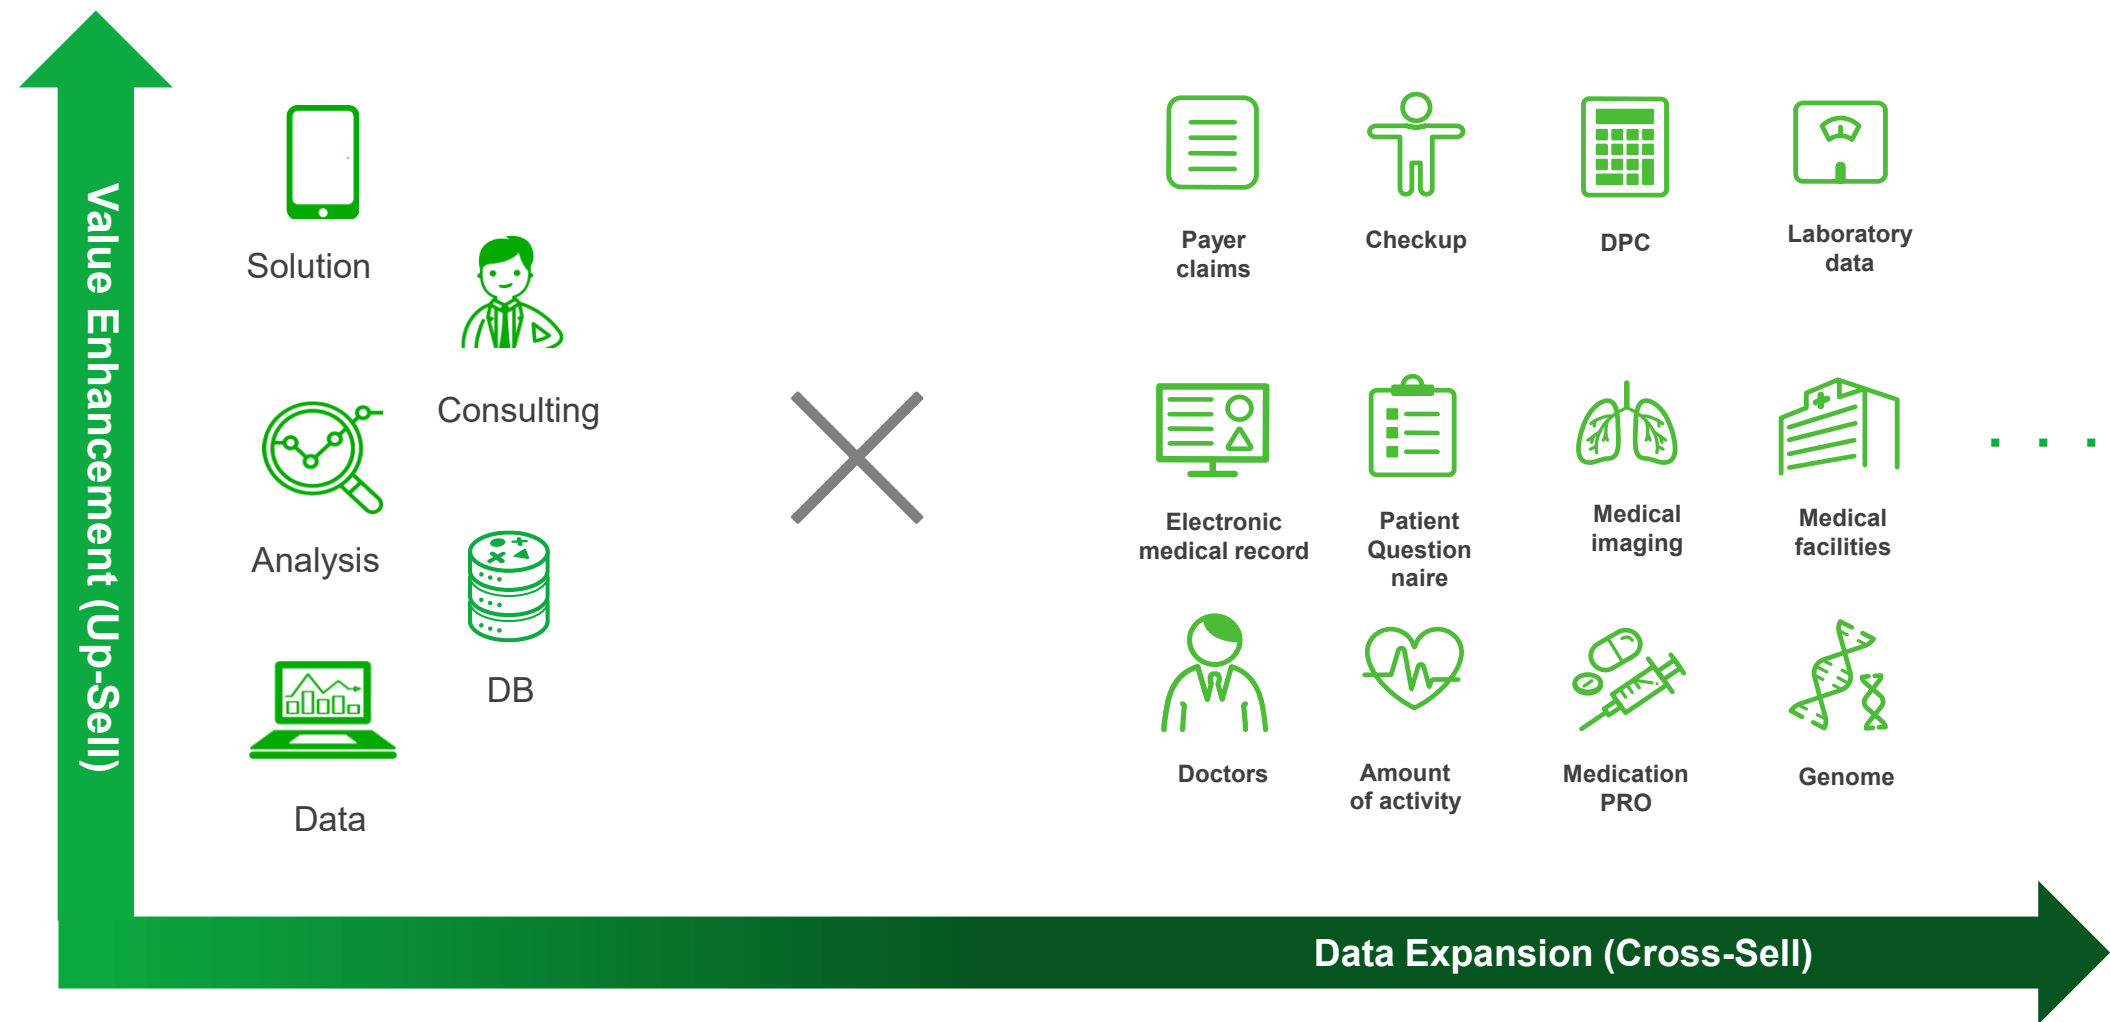 Value Enhancement (Up-Sell)
Solution
Consulting
Analysis
DB
Data
Payer
claims
Checkup
DPC
Laboratory
data
Electronic
medical record
Patient
Question
naire
Medical
imaging
Medical
facilities
. . .
Doctors
Amount
of activity
Medication
PRO
Genome
Data Expansion (Cross-Sell)